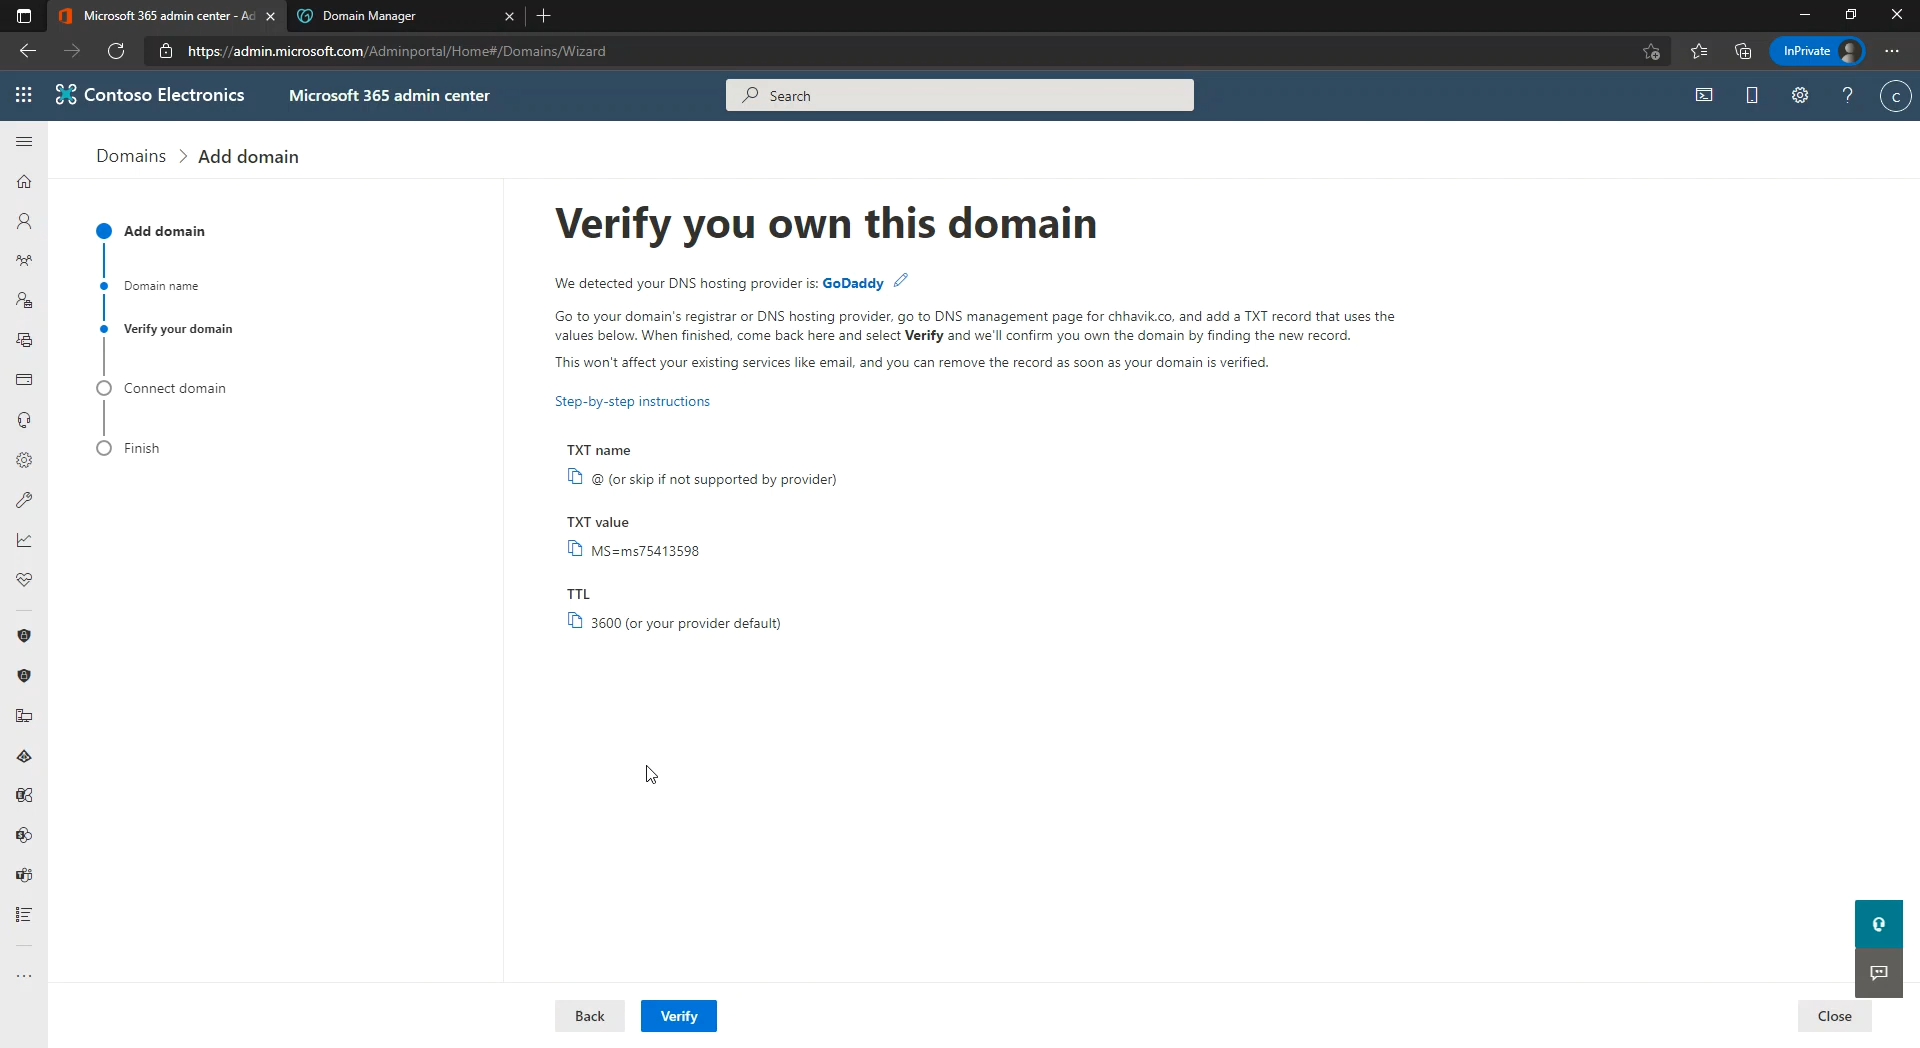 Microsoft 365 admin center - Ad
Domain Manager
https://admin.microsoft.com/Adminportal/Home#/Domains/Wizard
InPrivate
Contoso Electronics
Microsoft 365 admin center
Search
C
Domains > Add domain
Add domain
Domain name
Verify your domain
Connect domain
Finish
Verify you own this domain
We detected your DNS hosting provider is: GoDaddy
Go to your domain's registrar or DNS hosting provider, go to DNS management page for chhavik.co, and add a TXT record that uses the
values below. When finished, come back here and select Verify and we'll confirm you own the domain by finding the new record.
This won't affect your existing services like email, and you can remove the record as soon as your domain is verified.
Step-by-step instructions
TXT name
@ (or skip if not supported by provider)
TXT value
MS=ms75413598
TTL
3600 (or your provider default)
Back
Verify
Close